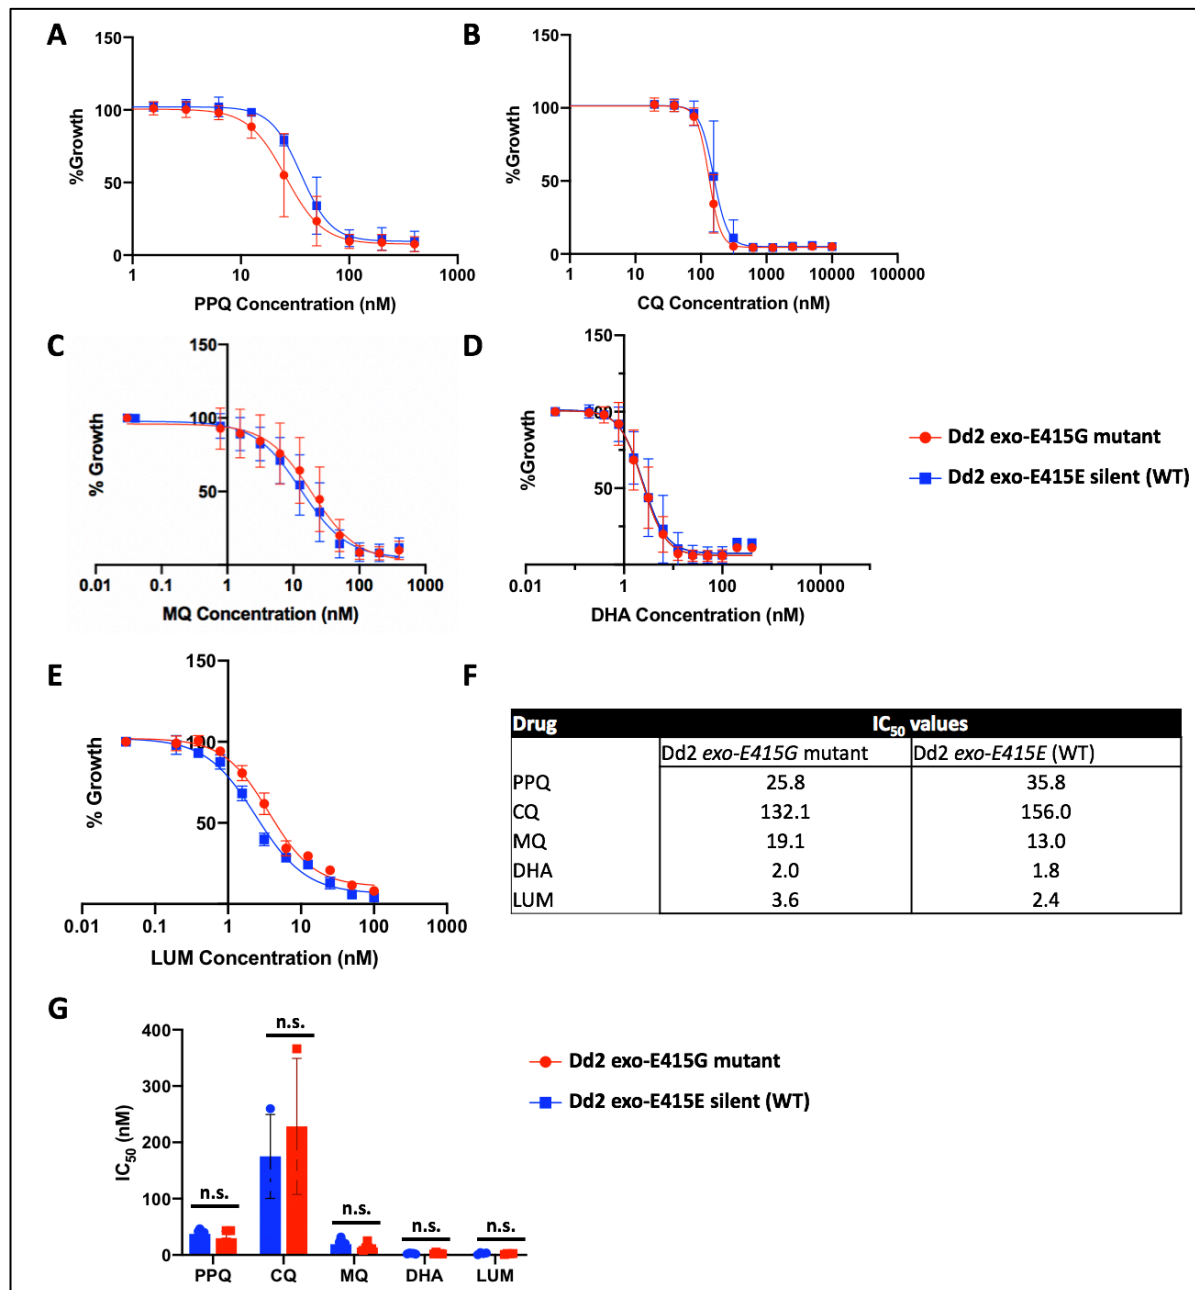 A
150
100
50
0
%Growth
1 10 100 1000
PPQ Concentration (nM)
B
150
100
50
0
%Growth
1 10 100 1000 10000 100000
CQ Concentration (nM)
C
150
100
50
% Growth
0.01 0.1 1 10 100 1000
MQ Concentration (nM)
D
150
100
50
%Growth
0.01 1 100 10000
DHA Concentration (nM)
Dd2 exo-E415G mutant
Dd2 exo-E415E silent (WT)
E
150
100
50
% Growth
0.01 0.1 1 10 100 1000
LUM Concentration (nM)
F
Drug IC50 values
Dd2 exo-E415G mutant Dd2 exo-E415E (WT)
PPQ 25.8 35.8
CQ 132.1 156.0
MQ 19.1 13.0
DHA 2.0 1.8
LUM 3.6 2.4
G
400
300
200
100
0
IC50 (nM)
n.s.
n.s.
n.s.
n.s.
n.s.
PPQ CQ MQ DHA LUM
Dd2 exo-E415G mutant
Dd2 exo-E415E silent (WT)